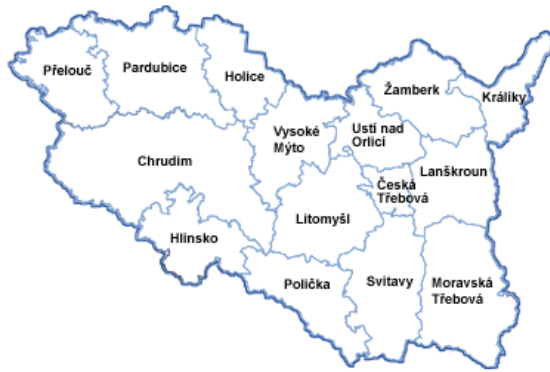 Přelouč
Pardubice
Holice
Žamberk
Králíky
Vysoké
Mýto
Ustí nad
Orlicí
Chrudim
Česká
Třebová
Lanškroun
Litomyšl
Hlinsko
Polička
Svitavy
Moravská
Třebová